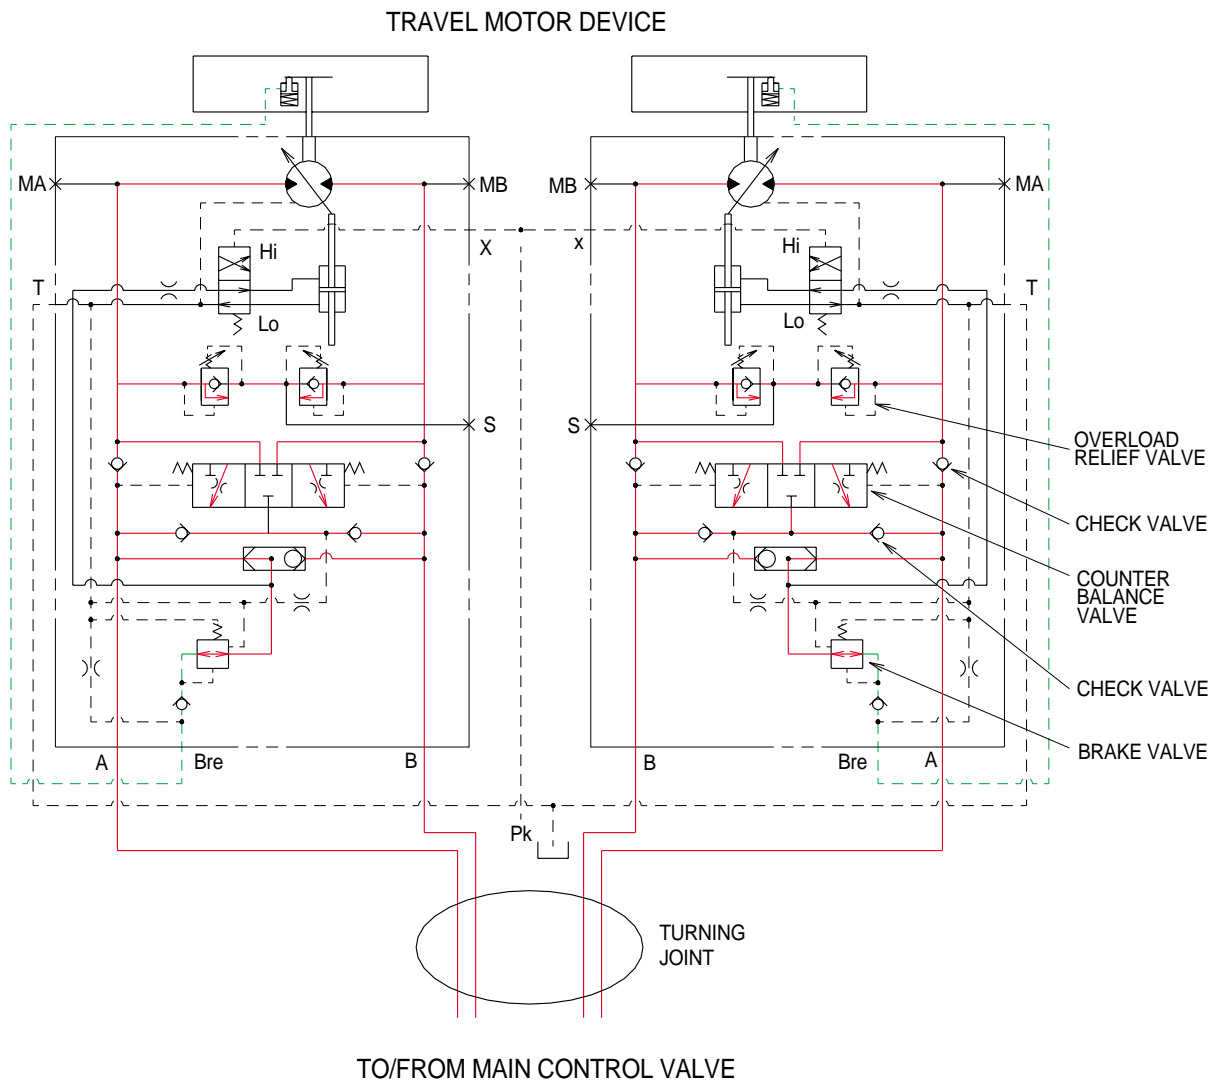 TRAVEL MOTOR DEVICE
MA
MB
MB
MA
X
x
Hi
Hi
T
T
Lo
Lo
S
S
OVERLOAD
RELIEF VALVE
CHECK VALVE
COUNTER
BALANCE
VALVE
CHECK VALVE
BRAKE VALVE
A
Bre
B
B
Bre
A
Pk
TURNING
JOINT
TO/FROM MAIN CONTROL VALVE